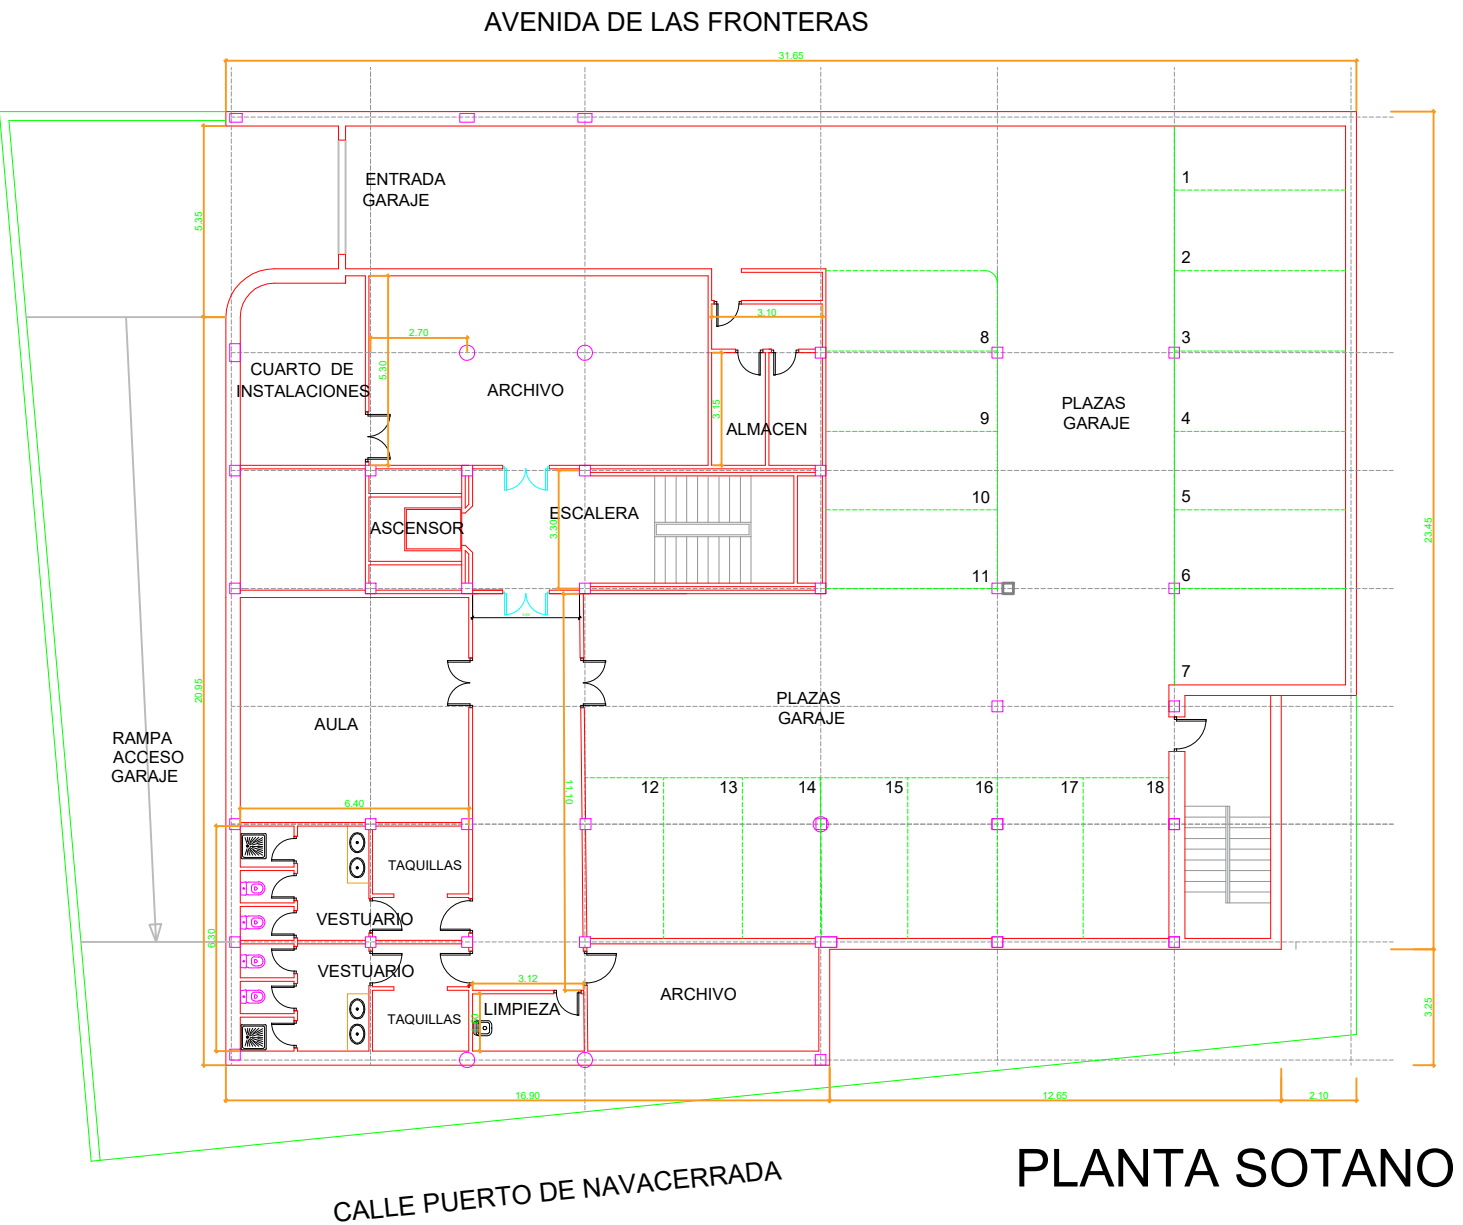 AVENIDA DE LAS FRONTERAS
31.65
ENTRADA
GARAJE
1
5.35
2
3.10
2.70
8
3
CUARTO DE
INSTALACIONES
5.30
ARCHIVO
3.15
ALMACEN
PLAZAS
GARAJE
9
4
10
5
ASCENSOR
ESCALERA
3.30
23.45
11
6
7
20.95
AULA
PLAZAS
GARAJE
RAMPA
ACCESO
GARAJE
11.10
12
13
14
15
16
17
18
6.40
TAQUILLAS
VESTUARIO
6.30
VESTUARIO
3.12
ARCHIVO
LIMPIEZA
TAQUILLAS
3.25
16.90
12.65
2.10
PLANTA SOTANO
CALLE PUERTO DE NAVACERRADA